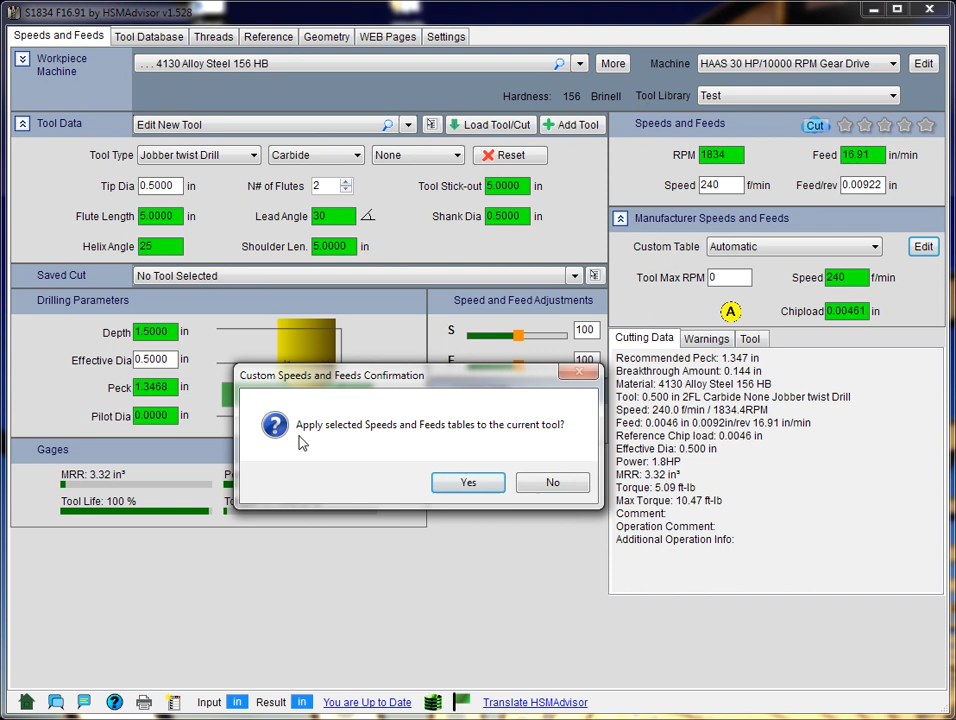 S1834 F16.91 by HSMAdvisor v1.528
Speeds and Feeds Tool Database Threads Reference Geometry WEB Pages Settings
Workpiece
Machine
. . . 4130 Alloy Steel 156 HB More Machine HAAS 30 HP/10000 RPM Gear Drive Edit
Hardness: 156 Brinell Tool Library Test
Tool Data Edit New Tool Load Tool/Cut Add Tool
Tool Type Jobber twist Drill Carbide None Reset
Tip Dia 0.5000 in N# of Flutes 2 Tool Stick-out 5.0000 in
Flute Length 5.0000 in Lead Angle 30 Shank Dia 0.5000 in
Helix Angle 25 Shoulder Len. 5.0000 in
Saved Cut No Tool Selected
Drilling Parameters
Depth 1.5000 in
Effective Dia 0.5000 in
Peck 1.3468 in
Pilot Dia 0.0000 in
Speed and Feed Adjustments
S 100
100
Gages
MRR: 3.32 in³
Tool Life: 100 %
Speeds and Feeds Cut
RPM 1834 Feed 16.91 in/min
Speed 240 f/min Feed/rev 0.00922 in
Manufacturer Speeds and Feeds
Custom Table Automatic Edit
Tool Max RPM 0 Speed 240 f/min
A Chipload 0.00461 in
Cutting Data Warnings Tool
Recommended Peck: 1.347 in
Breakthrough Amount: 0.144 in
Material: 4130 Alloy Steel 156 HB
Tool: 0.500 in 2FL Carbide None Jobber twist Drill
Speed: 240.0 f/min / 1834.4RPM
Feed: 0.0046 in 0.0092in/rev 16.91 in/min
Reference Chip load: 0.0046 in
Effective Dia: 0.500 in
Power: 1.8HP
MRR: 3.32 in³
Torque: 5.09 ft-lb
Max Torque: 10.47 ft-lb
Comment:
Operation Comment:
Additional Operation Info:
Custom Speeds and Feeds Confirmation
Apply selected Speeds and Feeds tables to the current tool?
Yes No
Input in Result in You are Up to Date Translate HSMAdvisor